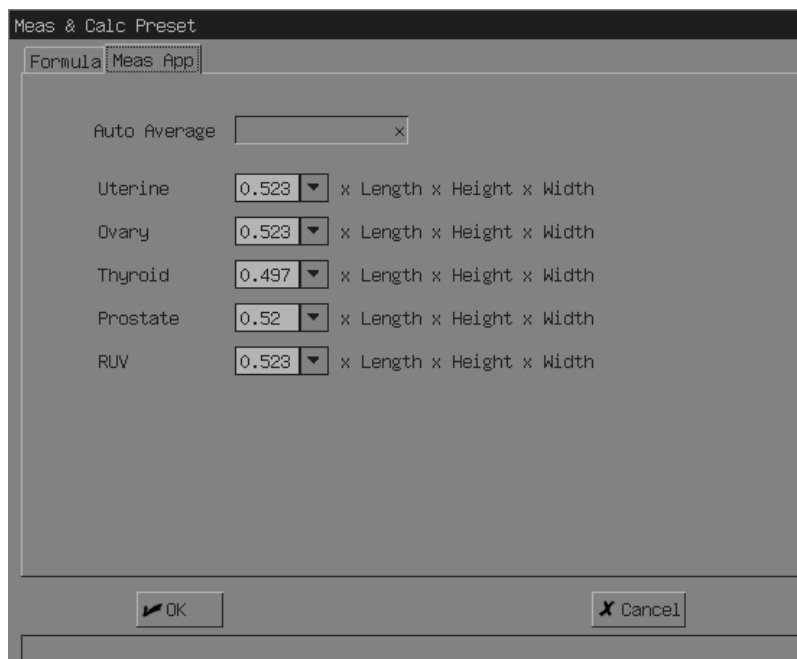 Meas & Calc Preset
Formula Meas App
Auto Average ×
Uterine 0.523 x Length x Height x Width
Ovary 0.523 x Length x Height x Width
Thyroid 0.497 x Length x Height x Width
Prostate 0.52 x Length x Height x Width
RUV 0.523 x Length x Height x Width
OK Cancel